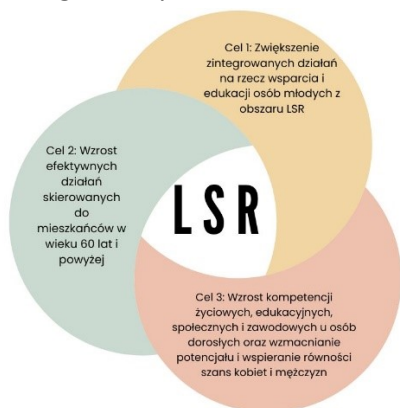 Cel 1: Zwiększenie
zintegrowanych działań
na rzecz wsparcia i
edukacji osób młodych z
obszaru LSR
Cel 2: Wzrost
efektywnych
działań
skierowanych
do
mieszkańców w
wieku 60 lat i
powyżej
LSR
Cel 3: Wzrost kompetencji
życiowych, edukacyjnych,
społecznych i zawodowych u osób
dorosłych oraz wzmacnianie
potencjału i wspieranie równości
szans kobiet i mężczyzn